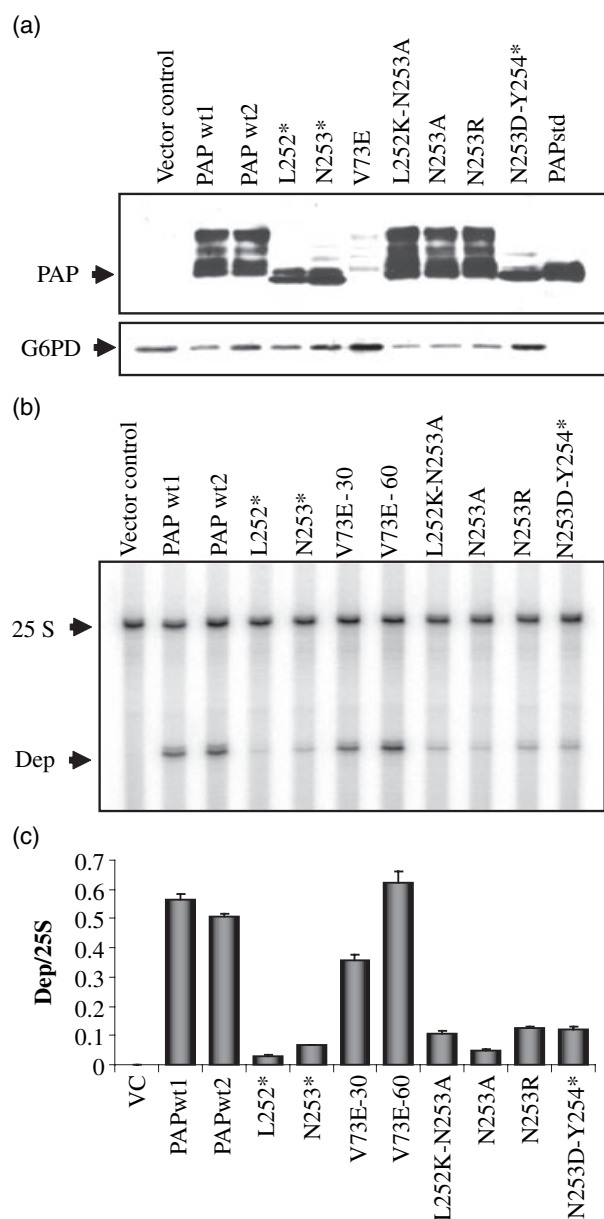 (a)
Vector control
PAP wt1
PAP wt2
L252*
N253*
V73E
L252K-N253A
N253A
N253R
N253D-Y254*
PAPstd
PAP
G6PD
(b)
Vector control
PAP wt1
PAP wt2
L252*
N253*
V73E-30
V73E-60
L252K-N253A
N253A
N253R
N253D-Y254*
25 S
Dep
(c)
0.7
0.6
0.5
0.4
0.3
0.2
0.1
0
Dep/25S
VC
PAPwt1
PAPwt2
L252*
N253*
V73E-30
V73E-60
L252K-N253A
N253A
N253R
N253D-Y254*